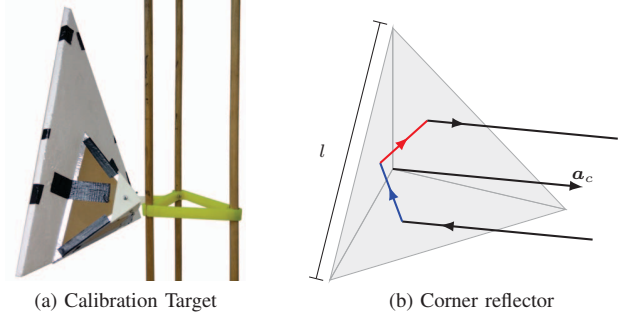 l
a_c
(a) Calibration Target
(b) Corner reflector